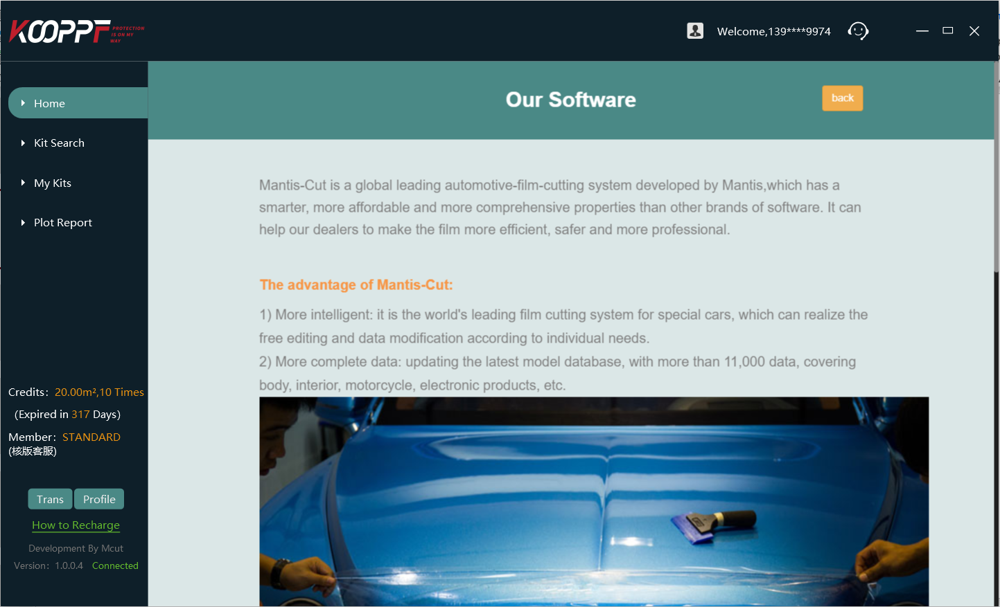 KOOPPF PROTECTION
IS ON MY
WAY
Welcome,139****9974
Home
Kit Search
My Kits
Plot Report
Credits：20.00m²,10 Times
(Expired in 317 Days)
Member：STANDARD
(核版客服)
Trans Profile
How to Recharge
Development By Mcut
Version：1.0.0.4 Connected
Our Software
back
Mantis-Cut is a global leading automotive-film-cutting system developed by Mantis,which has a
smarter, more affordable and more comprehensive properties than other brands of software. It can
help our dealers to make the film more efficient, safer and more professional.
The advantage of Mantis-Cut:
1) More intelligent: it is the world's leading film cutting system for special cars, which can realize the
free editing and data modification according to individual needs.
2) More complete data: updating the latest model database, with more than 11,000 data, covering
body, interior, motorcycle, electronic products, etc.